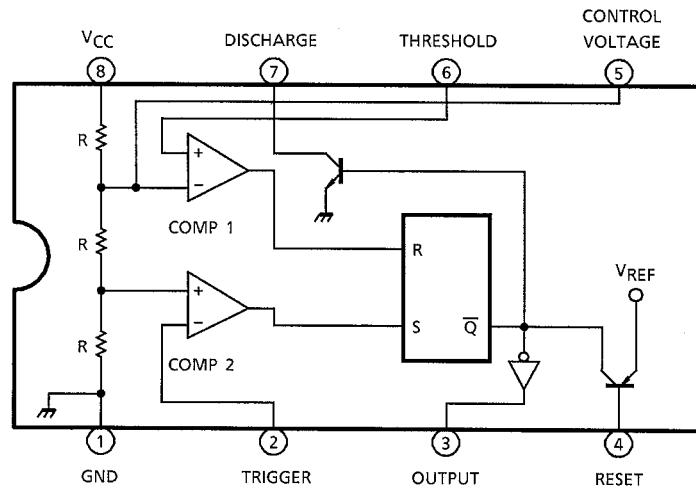 CONTROL
VCC DISCHARGE THRESHOLD VOLTAGE
8 7 6 5
R
+
−
COMP 1
R
R
VREF
+
−
S Q̅
R
COMP 2
1 2 3 4
GND TRIGGER OUTPUT RESET